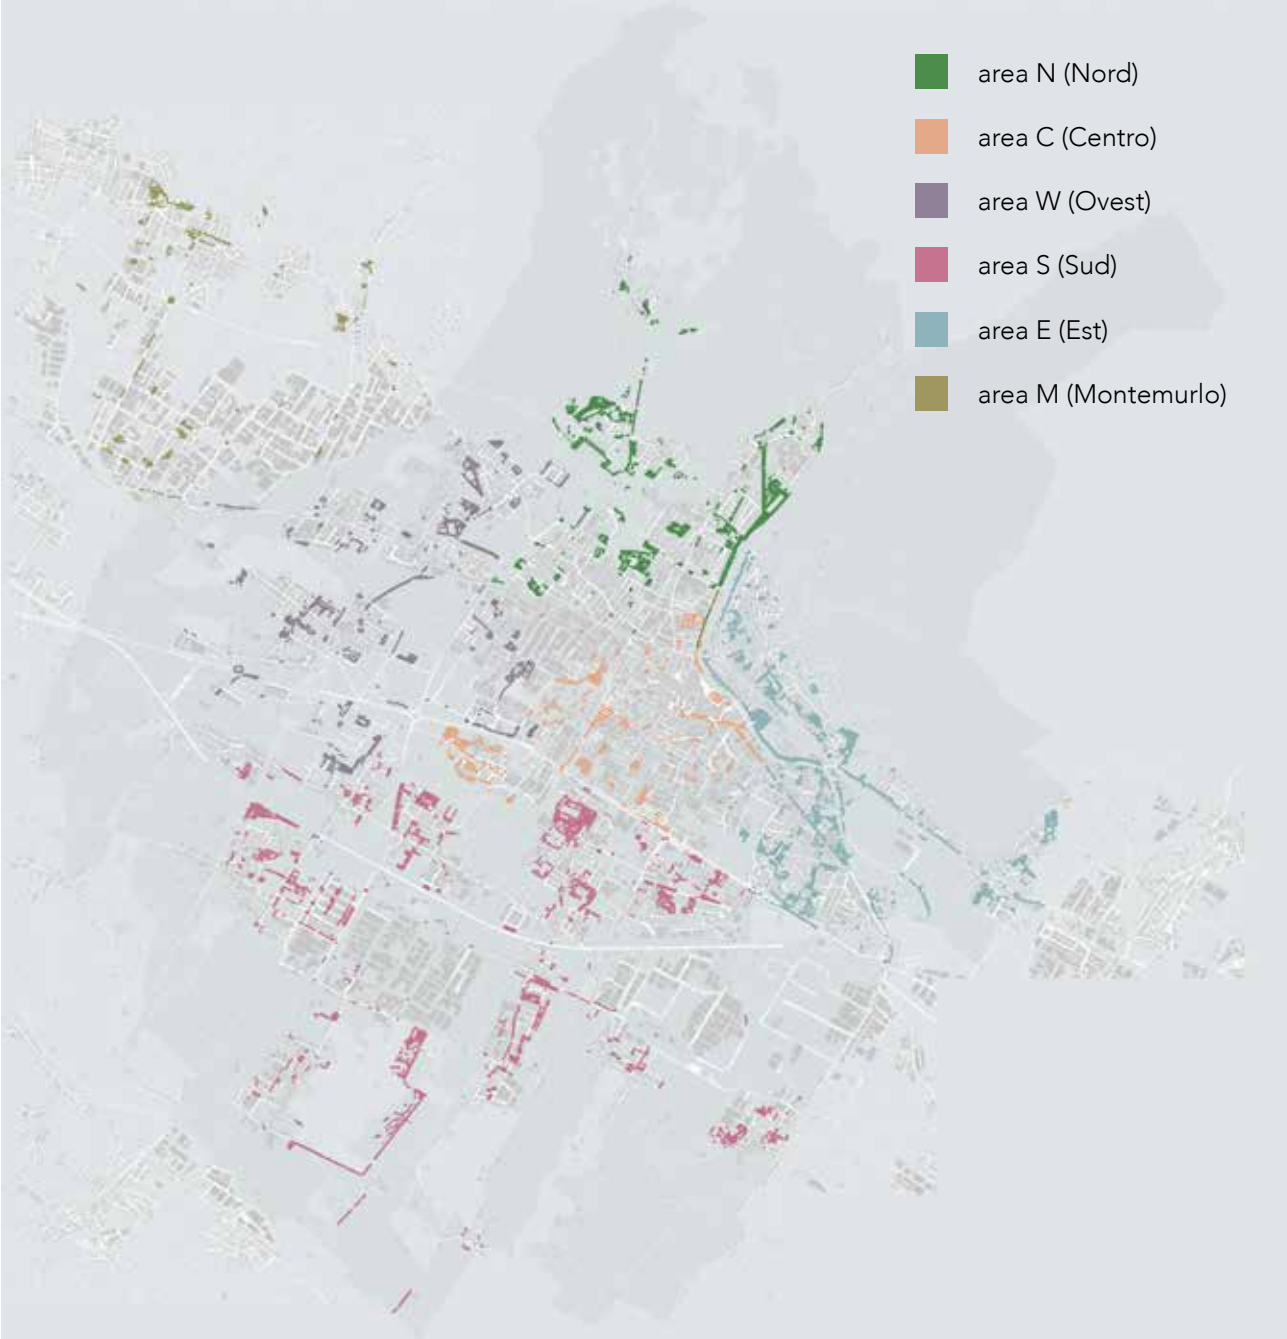 area N (Nord)
area C (Centro)
area W (Ovest)
area S (Sud)
area E (Est)
area M (Montemurlo)